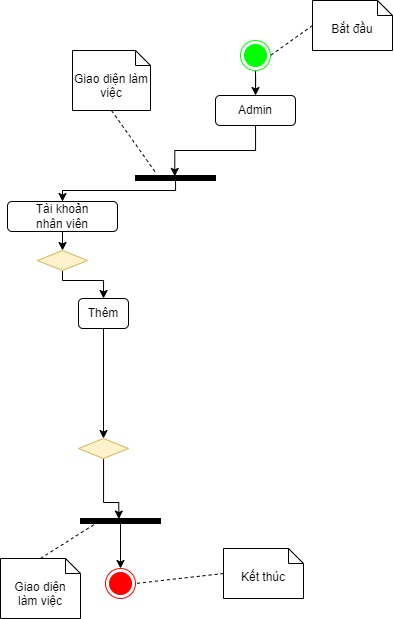 Bắt đầu
Giao diện làm
việc
Admin
Tài khoản
nhân viên
Thêm
Giao diện
làm việc
Kết thúc